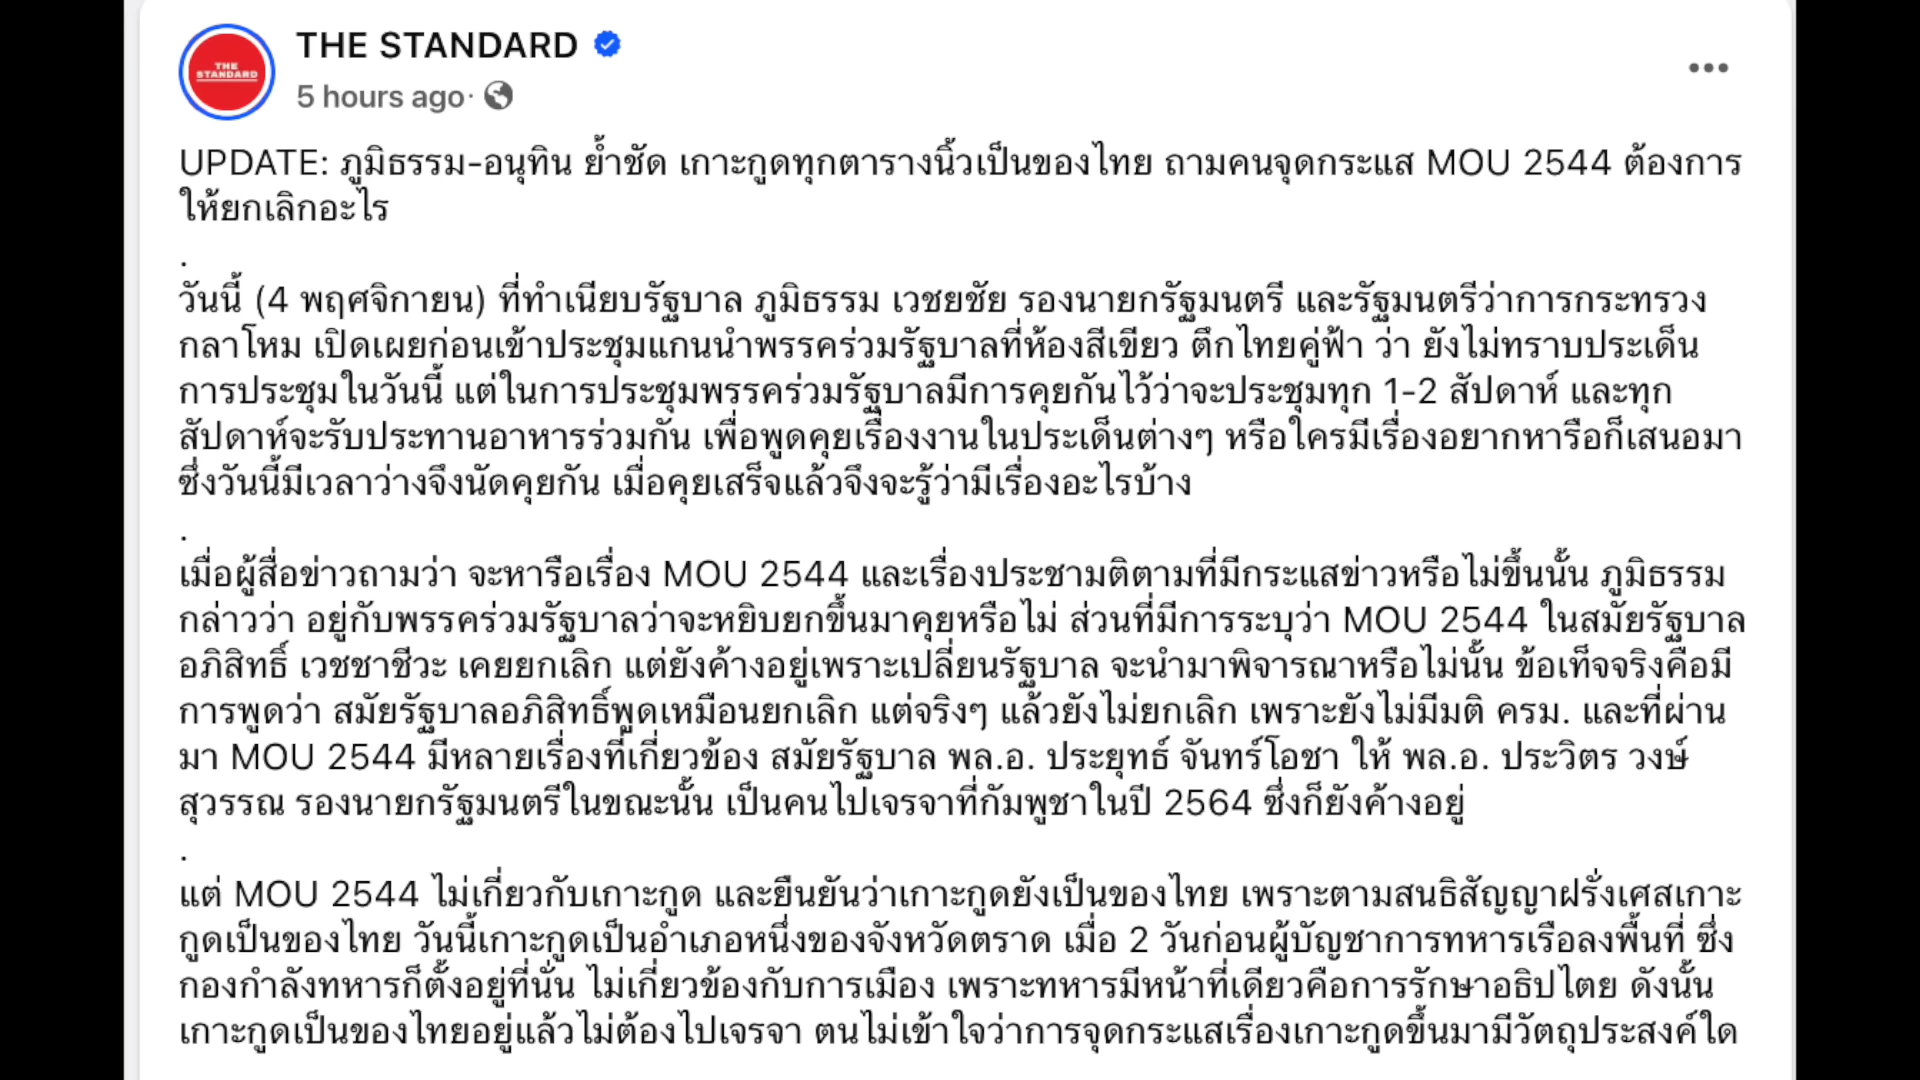 THE STANDARD
THE
STANDARD
5 hours ago ·
UPDATE: ภูมิธรรม-อนุทิน ย้ำชัด เกาะกูดทุกตารางนิ้วเป็นของไทย ถามคนจุดกระแส MOU 2544 ต้องการ
ให้ยกเลิกอะไร
.
วันนี้ (4 พฤศจิกายน) ที่ทำเนียบรัฐบาล ภูมิธรรม เวชยชัย รองนายกรัฐมนตรี และรัฐมนตรีว่าการกระทรวง
กลาโหม เปิดเผยก่อนเข้าประชุมแกนนำพรรคร่วมรัฐบาลที่ห้องสีเขียว ตึกไทยคู่ฟ้า ว่า ยังไม่ทราบประเด็น
การประชุมในวันนี้ แต่ในการประชุมพรรคร่วมรัฐบาลมีการคุยกันไว้ว่าจะประชุมทุก 1-2 สัปดาห์ และทุก
สัปดาห์จะรับประทานอาหารร่วมกัน เพื่อพูดคุยเรื่องงานในประเด็นต่างๆ หรือใครมีเรื่องอยากหารือก็เสนอมา
ซึ่งวันนี้มีเวลาว่างจึงนัดคุยกัน เมื่อคุยเสร็จแล้วจึงจะรู้ว่ามีเรื่องอะไรบ้าง
.
เมื่อผู้สื่อข่าวถามว่า จะหารือเรื่อง MOU 2544 และเรื่องประชามติตามที่มีกระแสข่าวหรือไม่ขึ้นนั้น ภูมิธรรม
กล่าวว่า อยู่กับพรรคร่วมรัฐบาลว่าจะหยิบยกขึ้นมาคุยหรือไม่ ส่วนที่มีการระบุว่า MOU 2544 ในสมัยรัฐบาล
อภิสิทธิ์ เวชชาชีวะ เคยยกเลิก แต่ยังค้างอยู่เพราะเปลี่ยนรัฐบาล จะนำมาพิจารณาหรือไม่นั้น ข้อเท็จจริงคือมี
การพูดว่า สมัยรัฐบาลอภิสิทธิ์พูดเหมือนยกเลิก แต่จริงๆ แล้วยังไม่ยกเลิก เพราะยังไม่มีมติ ครม. และที่ผ่าน
มา MOU 2544 มีหลายเรื่องที่เกี่ยวข้อง สมัยรัฐบาล พล.อ. ประยุทธ์ จันทร์โอชา ให้ พล.อ. ประวิตร วงษ์
สุวรรณ รองนายกรัฐมนตรีในขณะนั้น เป็นคนไปเจรจาที่กัมพูชาในปี 2564 ซึ่งก็ยังค้างอยู่
.
แต่ MOU 2544 ไม่เกี่ยวกับเกาะกูด และยืนยันว่าเกาะกูดยังเป็นของไทย เพราะตามสนธิสัญญาฝรั่งเศสเกาะ
กูดเป็นของไทย วันนี้เกาะกูดเป็นอำเภอหนึ่งของจังหวัดตราด เมื่อ 2 วันก่อนผู้บัญชาการทหารเรือลงพื้นที่ ซึ่ง
กองกำลังทหารก็ตั้งอยู่ที่นั่น ไม่เกี่ยวข้องกับการเมือง เพราะทหารมีหน้าที่เดียวคือการรักษาอธิปไตย ดังนั้น
เกาะกูดเป็นของไทยอยู่แล้วไม่ต้องไปเจรจา ตนไม่เข้าใจว่าการจุดกระแสเรื่องเกาะกูดขึ้นมามีวัตถุประสงค์ใด